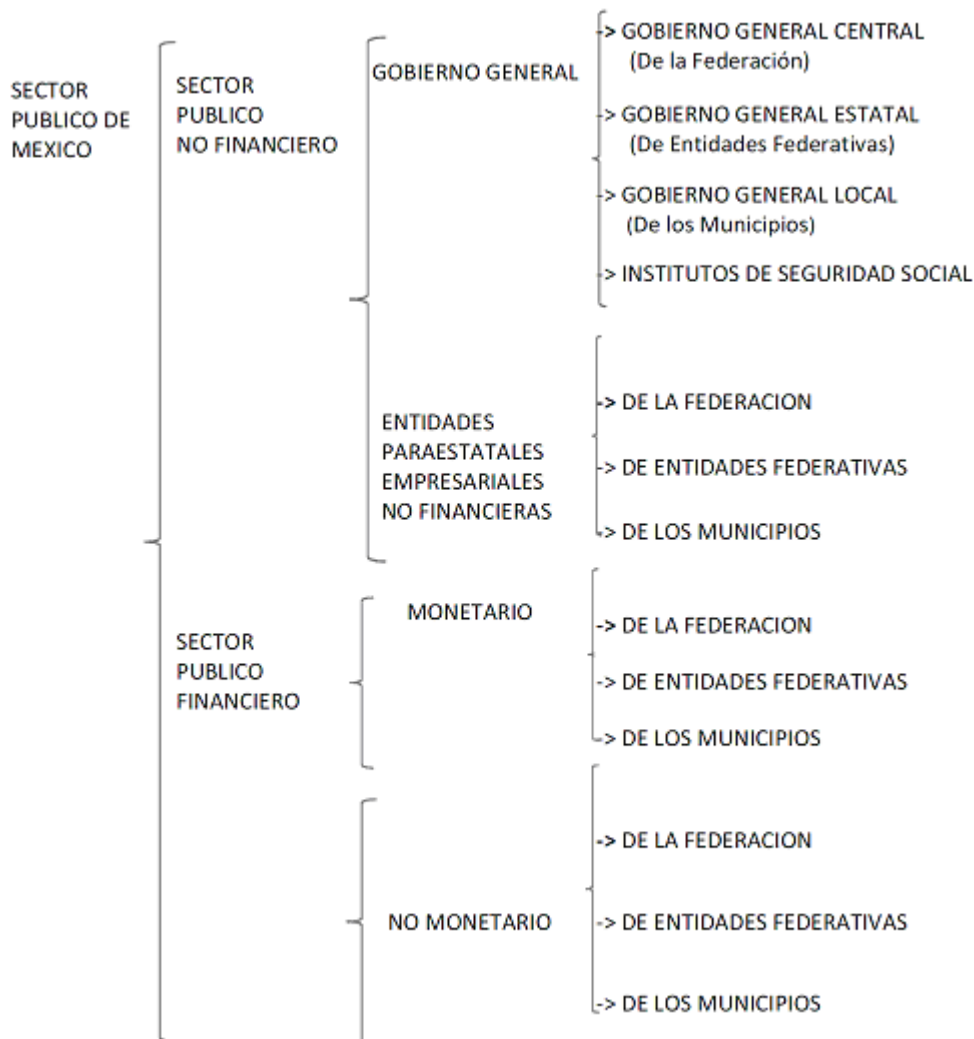 SECTOR
PUBLICO DE
MEXICO
SECTOR
PUBLICO
NO FINANCIERO
GOBIERNO GENERAL
-> GOBIERNO GENERAL CENTRAL
(De la Federación)
-> GOBIERNO GENERAL ESTATAL
(De Entidades Federativas)
-> GOBIERNO GENERAL LOCAL
(De los Municipios)
-> INSTITUTOS DE SEGURIDAD SOCIAL
ENTIDADES
PARAESTATALES
EMPRESARIALES
NO FINANCIERAS
-> DE LA FEDERACION
-> DE ENTIDADES FEDERATIVAS
-> DE LOS MUNICIPIOS
SECTOR
PUBLICO
FINANCIERO
MONETARIO
-> DE LA FEDERACION
-> DE ENTIDADES FEDERATIVAS
-> DE LOS MUNICIPIOS
NO MONETARIO
-> DE LA FEDERACION
-> DE ENTIDADES FEDERATIVAS
-> DE LOS MUNICIPIOS